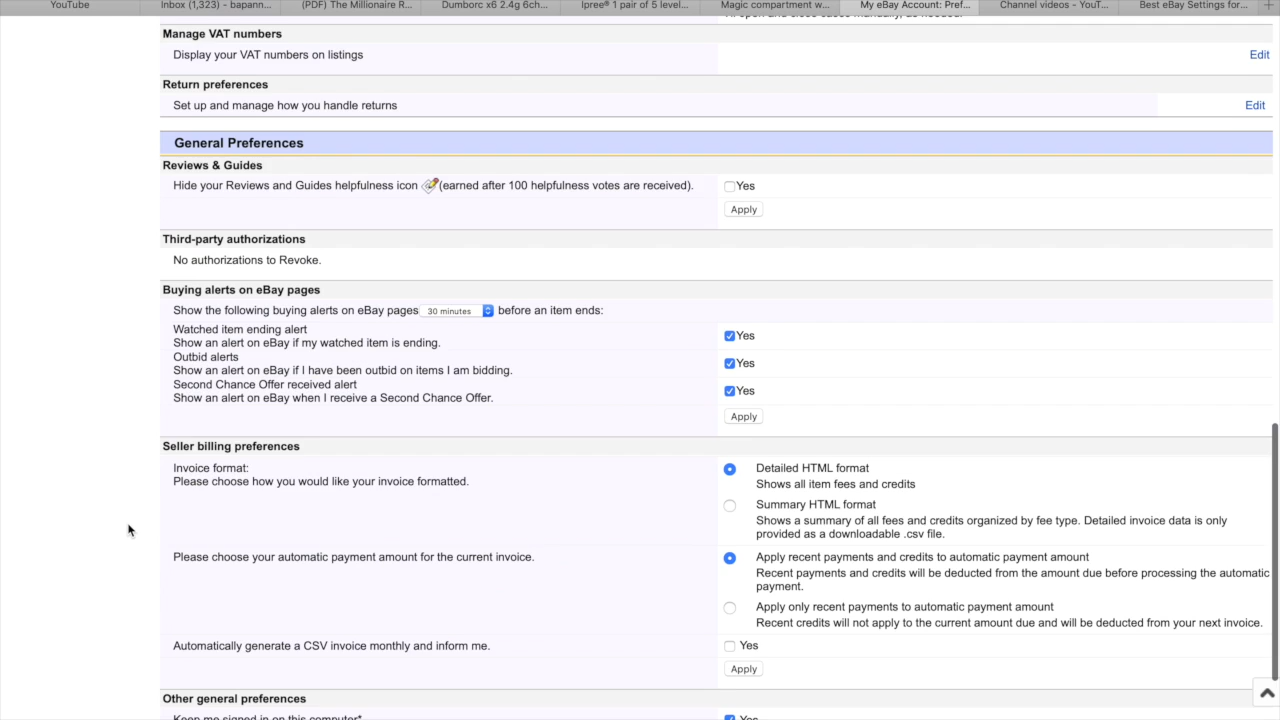 YouTube
Inbox (1,323) - bapann...
(PDF) The Millionaire R...
Dumborc x6 2.4g 6ch...
Ipree® 1 pair of 5 level...
Magic compartment w...
My eBay Account: Pref...
Channel videos - YouT...
Best eBay Settings for...
Manage VAT numbers
Display your VAT numbers on listings
Edit
Return preferences
Set up and manage how you handle returns
Edit
General Preferences
Reviews & Guides
Hide your Reviews and Guides helpfulness icon (earned after 100 helpfulness votes are received).
Yes
Apply
Third-party authorizations
No authorizations to Revoke.
Buying alerts on eBay pages
Show the following buying alerts on eBay pages 30 minutes before an item ends:
Watched item ending alert
Show an alert on eBay if my watched item is ending.
Yes
Outbid alerts
Show an alert on eBay if I have been outbid on items I am bidding.
Yes
Second Chance Offer received alert
Show an alert on eBay when I receive a Second Chance Offer.
Yes
Apply
Seller billing preferences
Invoice format:
Please choose how you would like your invoice formatted.
Detailed HTML format
Shows all item fees and credits
Summary HTML format
Shows a summary of all fees and credits organized by fee type. Detailed invoice data is only
provided as a downloadable .csv file.
Please choose your automatic payment amount for the current invoice.
Apply recent payments and credits to automatic payment amount
Recent payments and credits will be deducted from the amount due before processing the automatic
payment.
Apply only recent payments to automatic payment amount
Recent credits will not apply to the current amount due and will be deducted from your next invoice.
Automatically generate a CSV invoice monthly and inform me.
Yes
Apply
Other general preferences
Keep me signed in on this computer*
Yes